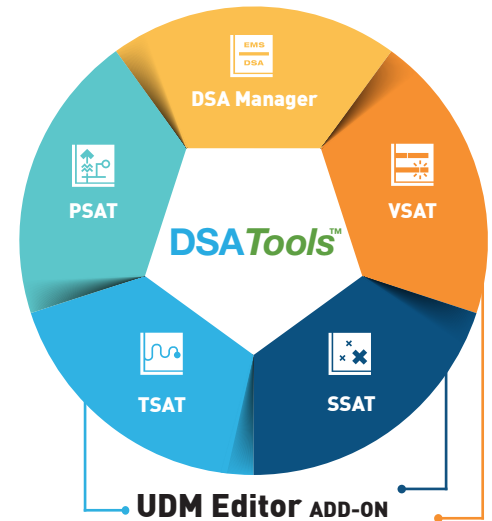 EMS
DSA
DSA Manager
PSAT
VSAT
DSATools™
TSAT
SSAT
UDM Editor ADD-ON